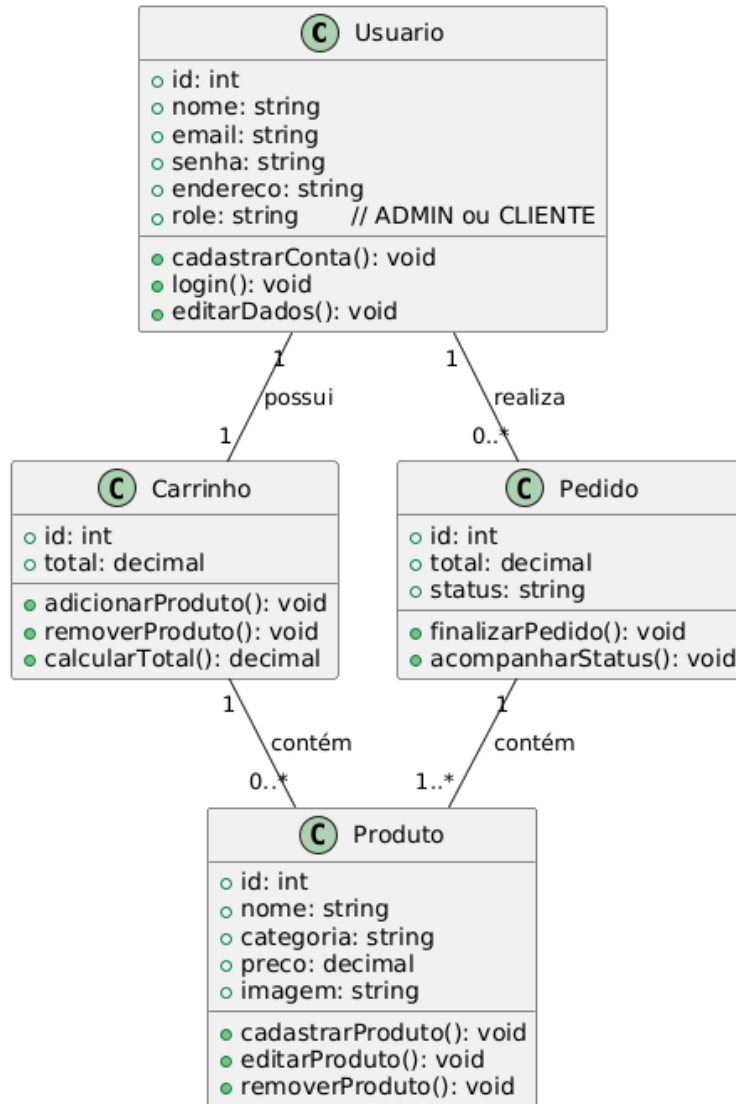 C Usuario
id: int
nome: string
email: string
senha: string
endereco: string
role: string // ADMIN ou CLIENTE
cadastrarConta(): void
login(): void
editarDados(): void
1
1
possui
realiza
1
0..*
C Carrinho
id: int
total: decimal
adicionarProduto(): void
removerProduto(): void
calcularTotal(): decimal
C Pedido
id: int
total: decimal
status: string
finalizarPedido(): void
acompanharStatus(): void
1
1
contém
contém
0..*
1..*
C Produto
id: int
nome: string
categoria: string
preco: decimal
imagem: string
cadastrarProduto(): void
editarProduto(): void
removerProduto(): void